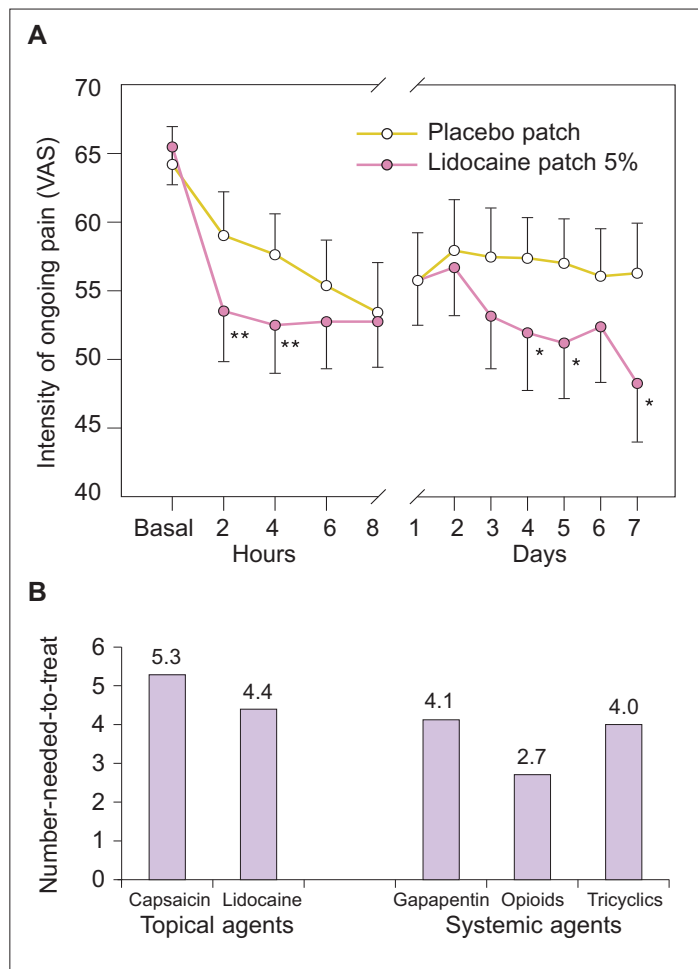 A
70
65
60
55
50
45
40
Intensity of ongoing pain (VAS)
Placebo patch
Lidocaine patch 5%
** **
* * *
Basal 2 4 6 8 1 2 3 4 5 6 7
Hours Days
B
Number-needed-to-treat
6
5
4
3
2
1
0
5.3 4.4 4.1 2.7 4.0
Capsaicin Lidocaine Gapapentin Opioids Tricyclics
Topical agents Systemic agents